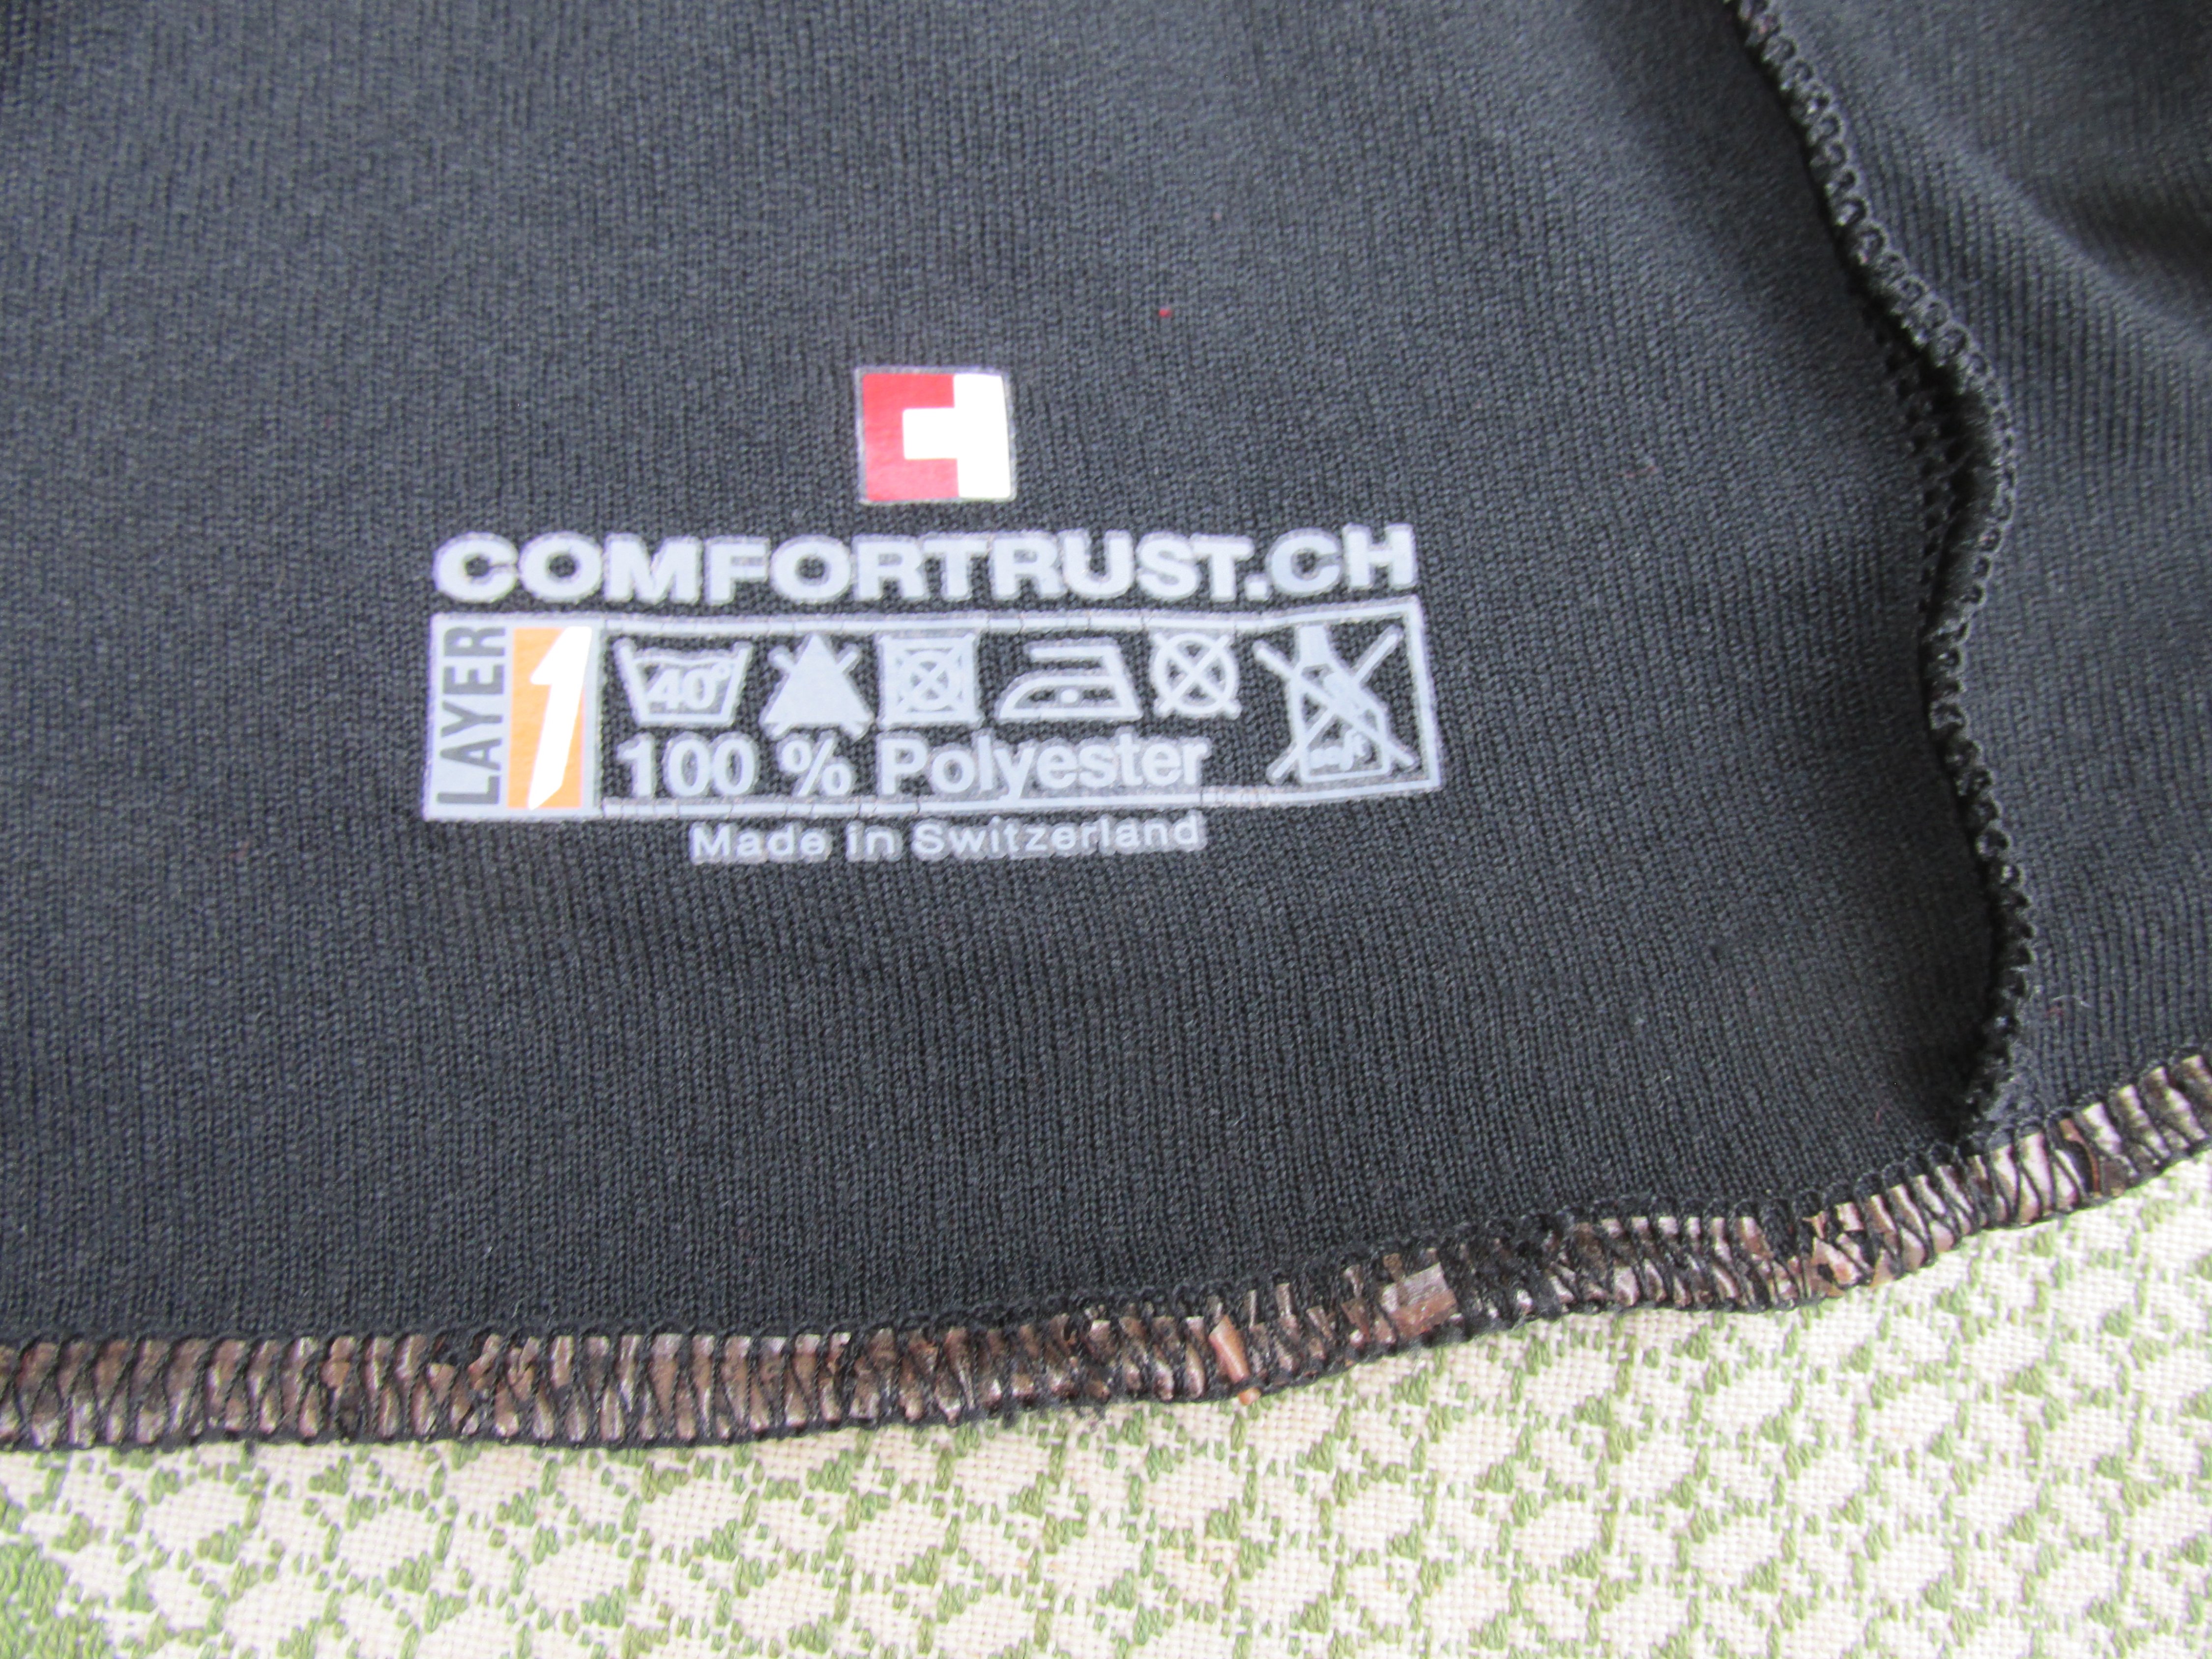 COMFORTRUST.CH
LAYER 1
40°
100 % Polyester
Made in Switzerland